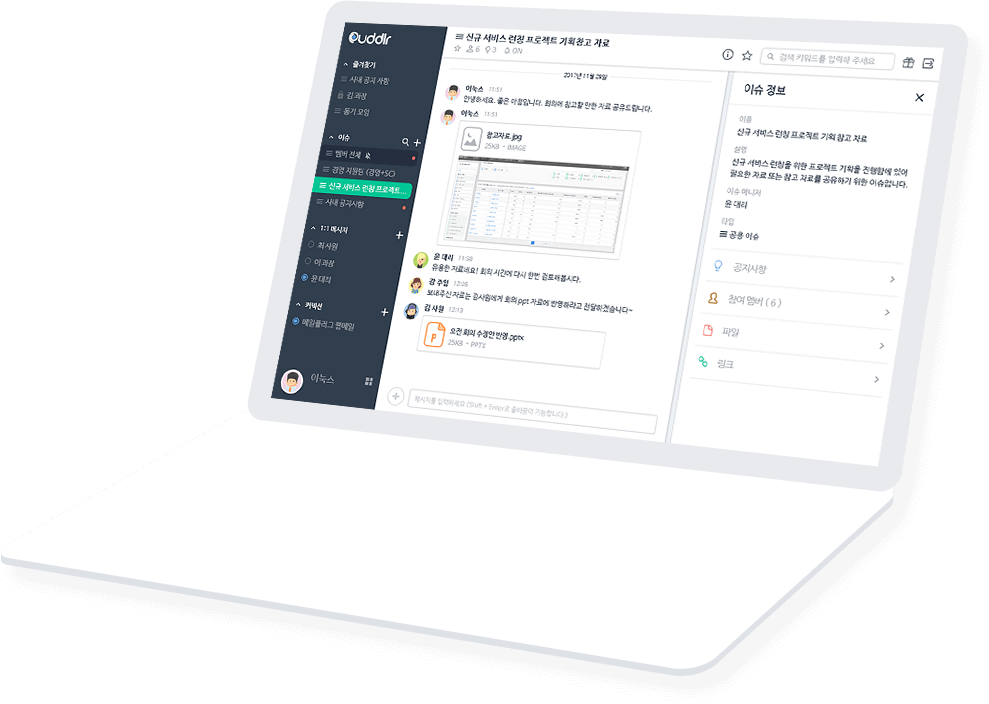 Puddlr
즐겨찾기
사내 공지 사항
김 과장
동기 모임
이슈
멤버 전체
경영 지원팀 (경영+SC)
신규 서비스 런칭 프로젝트...
사내 공지사항
1:1 메시지
최 사원
이 과장
윤 대리
커넥션
메일플러그 웹메일
이눅스
신규 서비스 런칭 프로젝트 기획 참고 자료
6 3 ON
검색 키워드를 입력해 주세요
2017년 11월 28일
이눅스 11:51
안녕하세요. 좋은 아침입니다. 회의에 참고할 만한 자료 공유드립니다.
이눅스 11:51
참고자료.jpg
25KB • IMAGE
윤 대리 11:58
유용한 자료네요! 회의 시간에 다시 한번 검토해봅시다.
강 주임 12:05
보내주신 자료는 김사원에게 회의 ppt 자료에 반영하라고 전달하겠습니다~
김 사원 12:13
오전 회의 수정안 반영.pptx
25KB • PPTX
메시지를 입력하세요 (Shift + Enter로 줄바꿈이 가능합니다.)
이슈 정보
이름
신규 서비스 런칭 프로젝트 기획 참고 자료
설명
신규 서비스 런칭을 위한 프로젝트 기획을 진행함에 있어
필요한 자료 또는 참고 자료를 공유하기 위한 이슈입니다.
이슈 매니저
윤 대리
타입
공용 이슈
공지사항
참여 멤버 ( 6 )
파일
링크